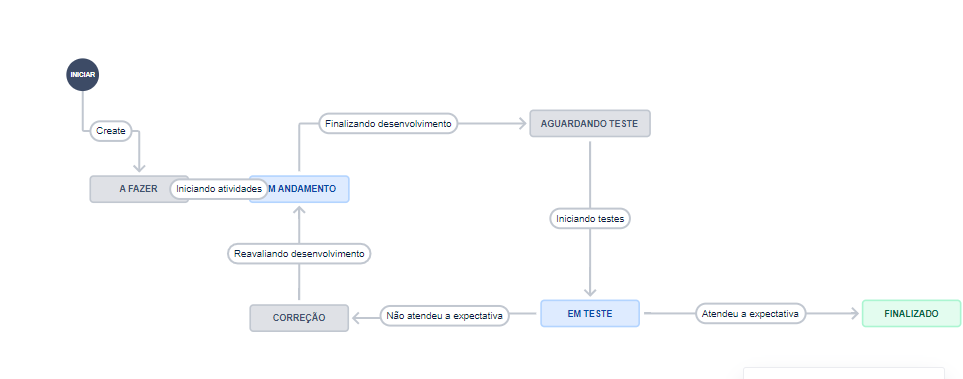 INICIAR
Create
A FAZER
Iniciando atividades
M ANDAMENTO
Finalizando desenvolvimento
AGUARDANDO TESTE
Iniciando testes
Reavaliando desenvolvimento
CORREÇÃO
Não atendeu a expectativa
EM TESTE
Atendeu a expectativa
FINALIZADO